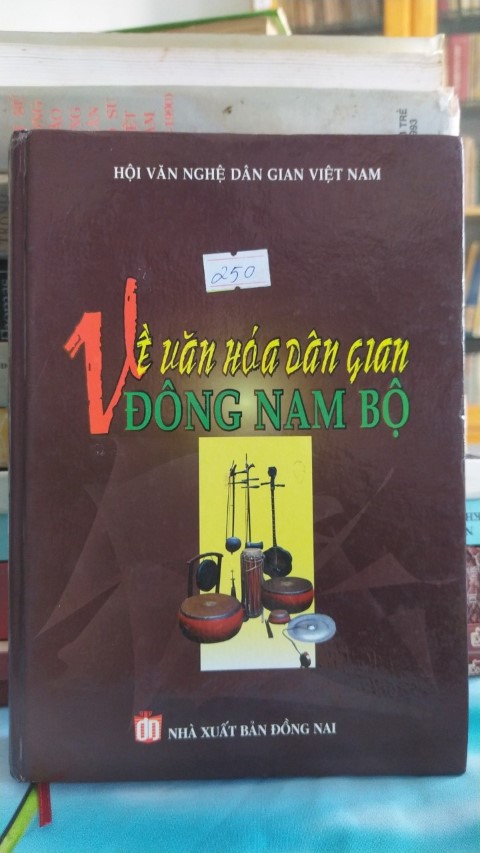 HỘI VĂN NGHỆ DÂN GIAN VIỆT NAM
250
VỀ VĂN HÓA DÂN GIAN
ĐÔNG NAM BỘ
NHÀ XUẤT BẢN ĐỒNG NAI